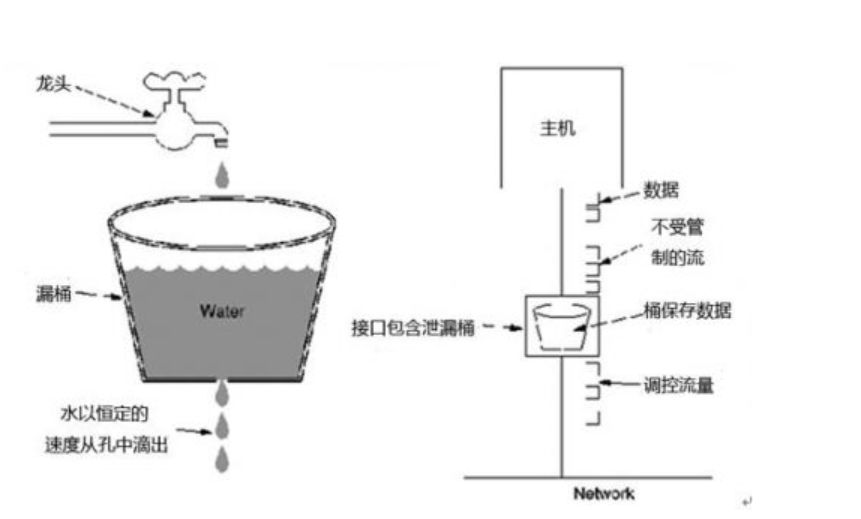 龙头
漏桶
Water
水以恒定的
速度从孔中滴出
主机
数据
不受管
制的流
接口包含泄漏桶
桶保存数据
调控流量
Network